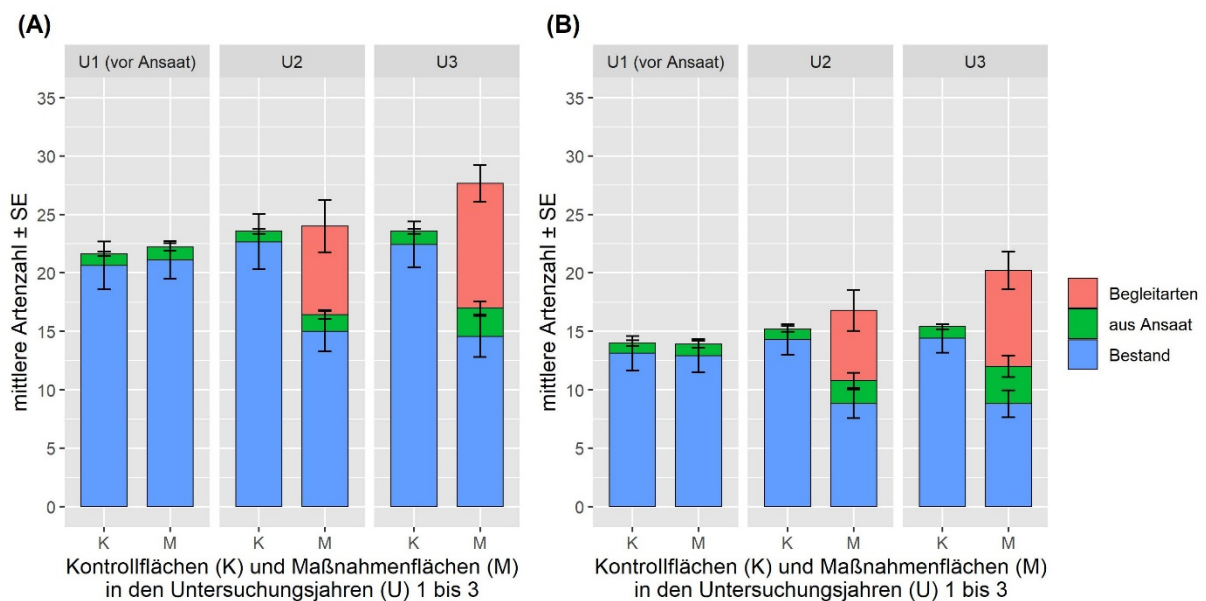 (A)
U1 (vor Ansaat) U2 U3
mittlere Artenzahl ± SE
35
30
25
20
15
10
5
0
K M K M K M
Kontrollflächen (K) und Maßnahmenflächen (M)
in den Untersuchungsjahren (U) 1 bis 3
(B)
U1 (vor Ansaat) U2 U3
mittlere Artenzahl ± SE
35
30
25
20
15
10
5
0
K M K M K M
Kontrollflächen (K) und Maßnahmenflächen (M)
in den Untersuchungsjahren (U) 1 bis 3
Begleitarten
aus Ansaat
Bestand